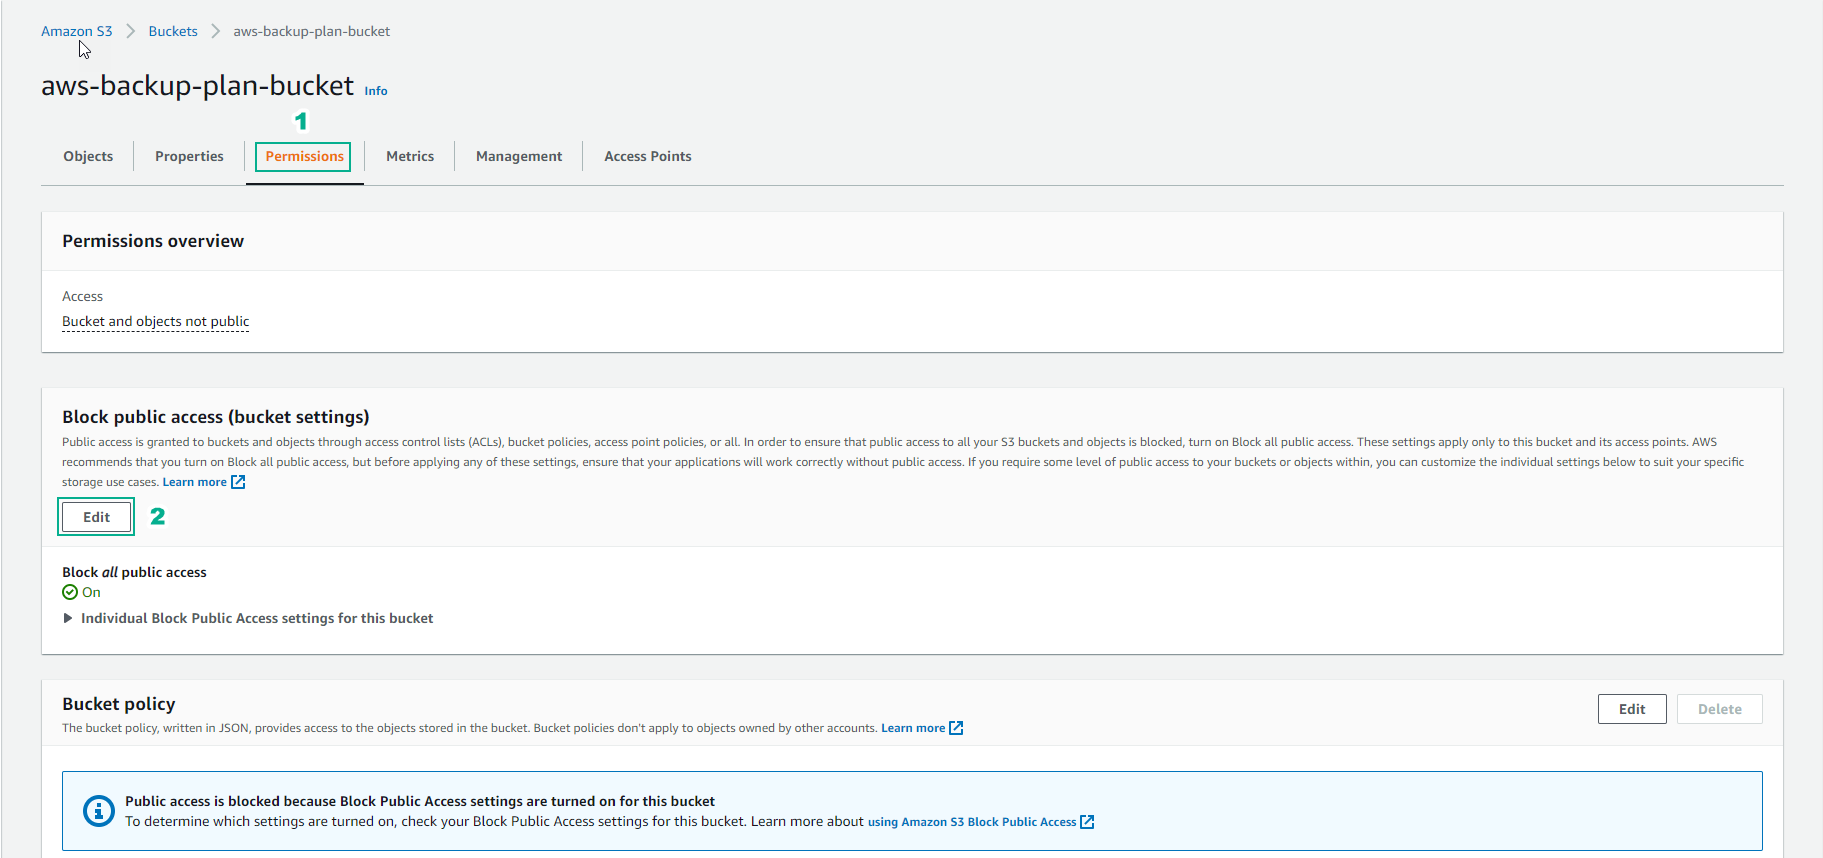 Amazon S3 > Buckets > aws-backup-plan-bucket
aws-backup-plan-bucket Info
1
Objects Properties Permissions Metrics Management Access Points
Permissions overview
Access
Bucket and objects not public
Block public access (bucket settings)
Public access is granted to buckets and objects through access control lists (ACLs), bucket policies, access point policies, or all. In order to ensure that public access to all your S3 buckets and objects is blocked, turn on Block all public access. These settings apply only to this bucket and its access points. AWS
recommends that you turn on Block all public access, but before applying any of these settings, ensure that your applications will work correctly without public access. If you require some level of public access to your buckets or objects within, you can customize the individual settings below to suit your specific
storage use cases. Learn more
Edit 2
Block all public access
On
Individual Block Public Access settings for this bucket
Bucket policy
Edit Delete
The bucket policy, written in JSON, provides access to the objects stored in the bucket. Bucket policies don't apply to objects owned by other accounts. Learn more
Public access is blocked because Block Public Access settings are turned on for this bucket
To determine which settings are turned on, check your Block Public Access settings for this bucket. Learn more about using Amazon S3 Block Public Access